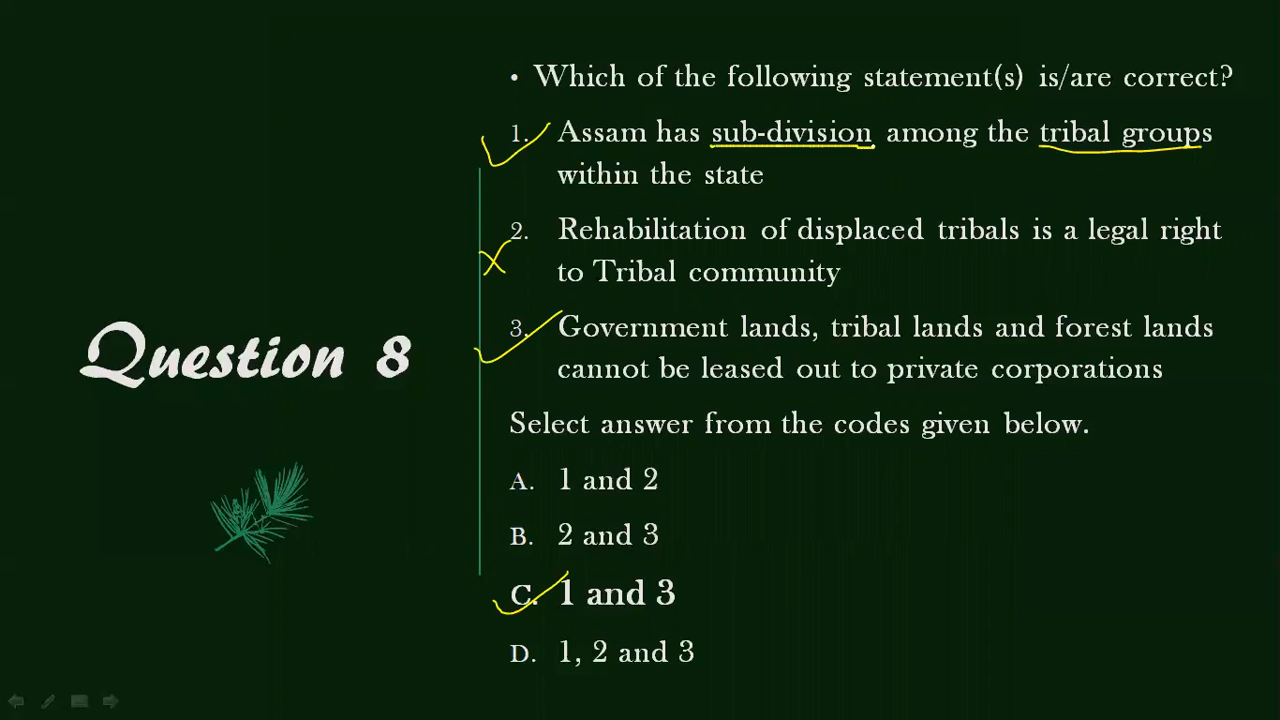 Question 8
• Which of the following statement(s) is/are correct?
1. Assam has sub-division among the tribal groups
within the state
2. Rehabilitation of displaced tribals is a legal right
to Tribal community
3. Government lands, tribal lands and forest lands
cannot be leased out to private corporations
Select answer from the codes given below.
A. 1 and 2
B. 2 and 3
C. 1 and 3
D. 1, 2 and 3